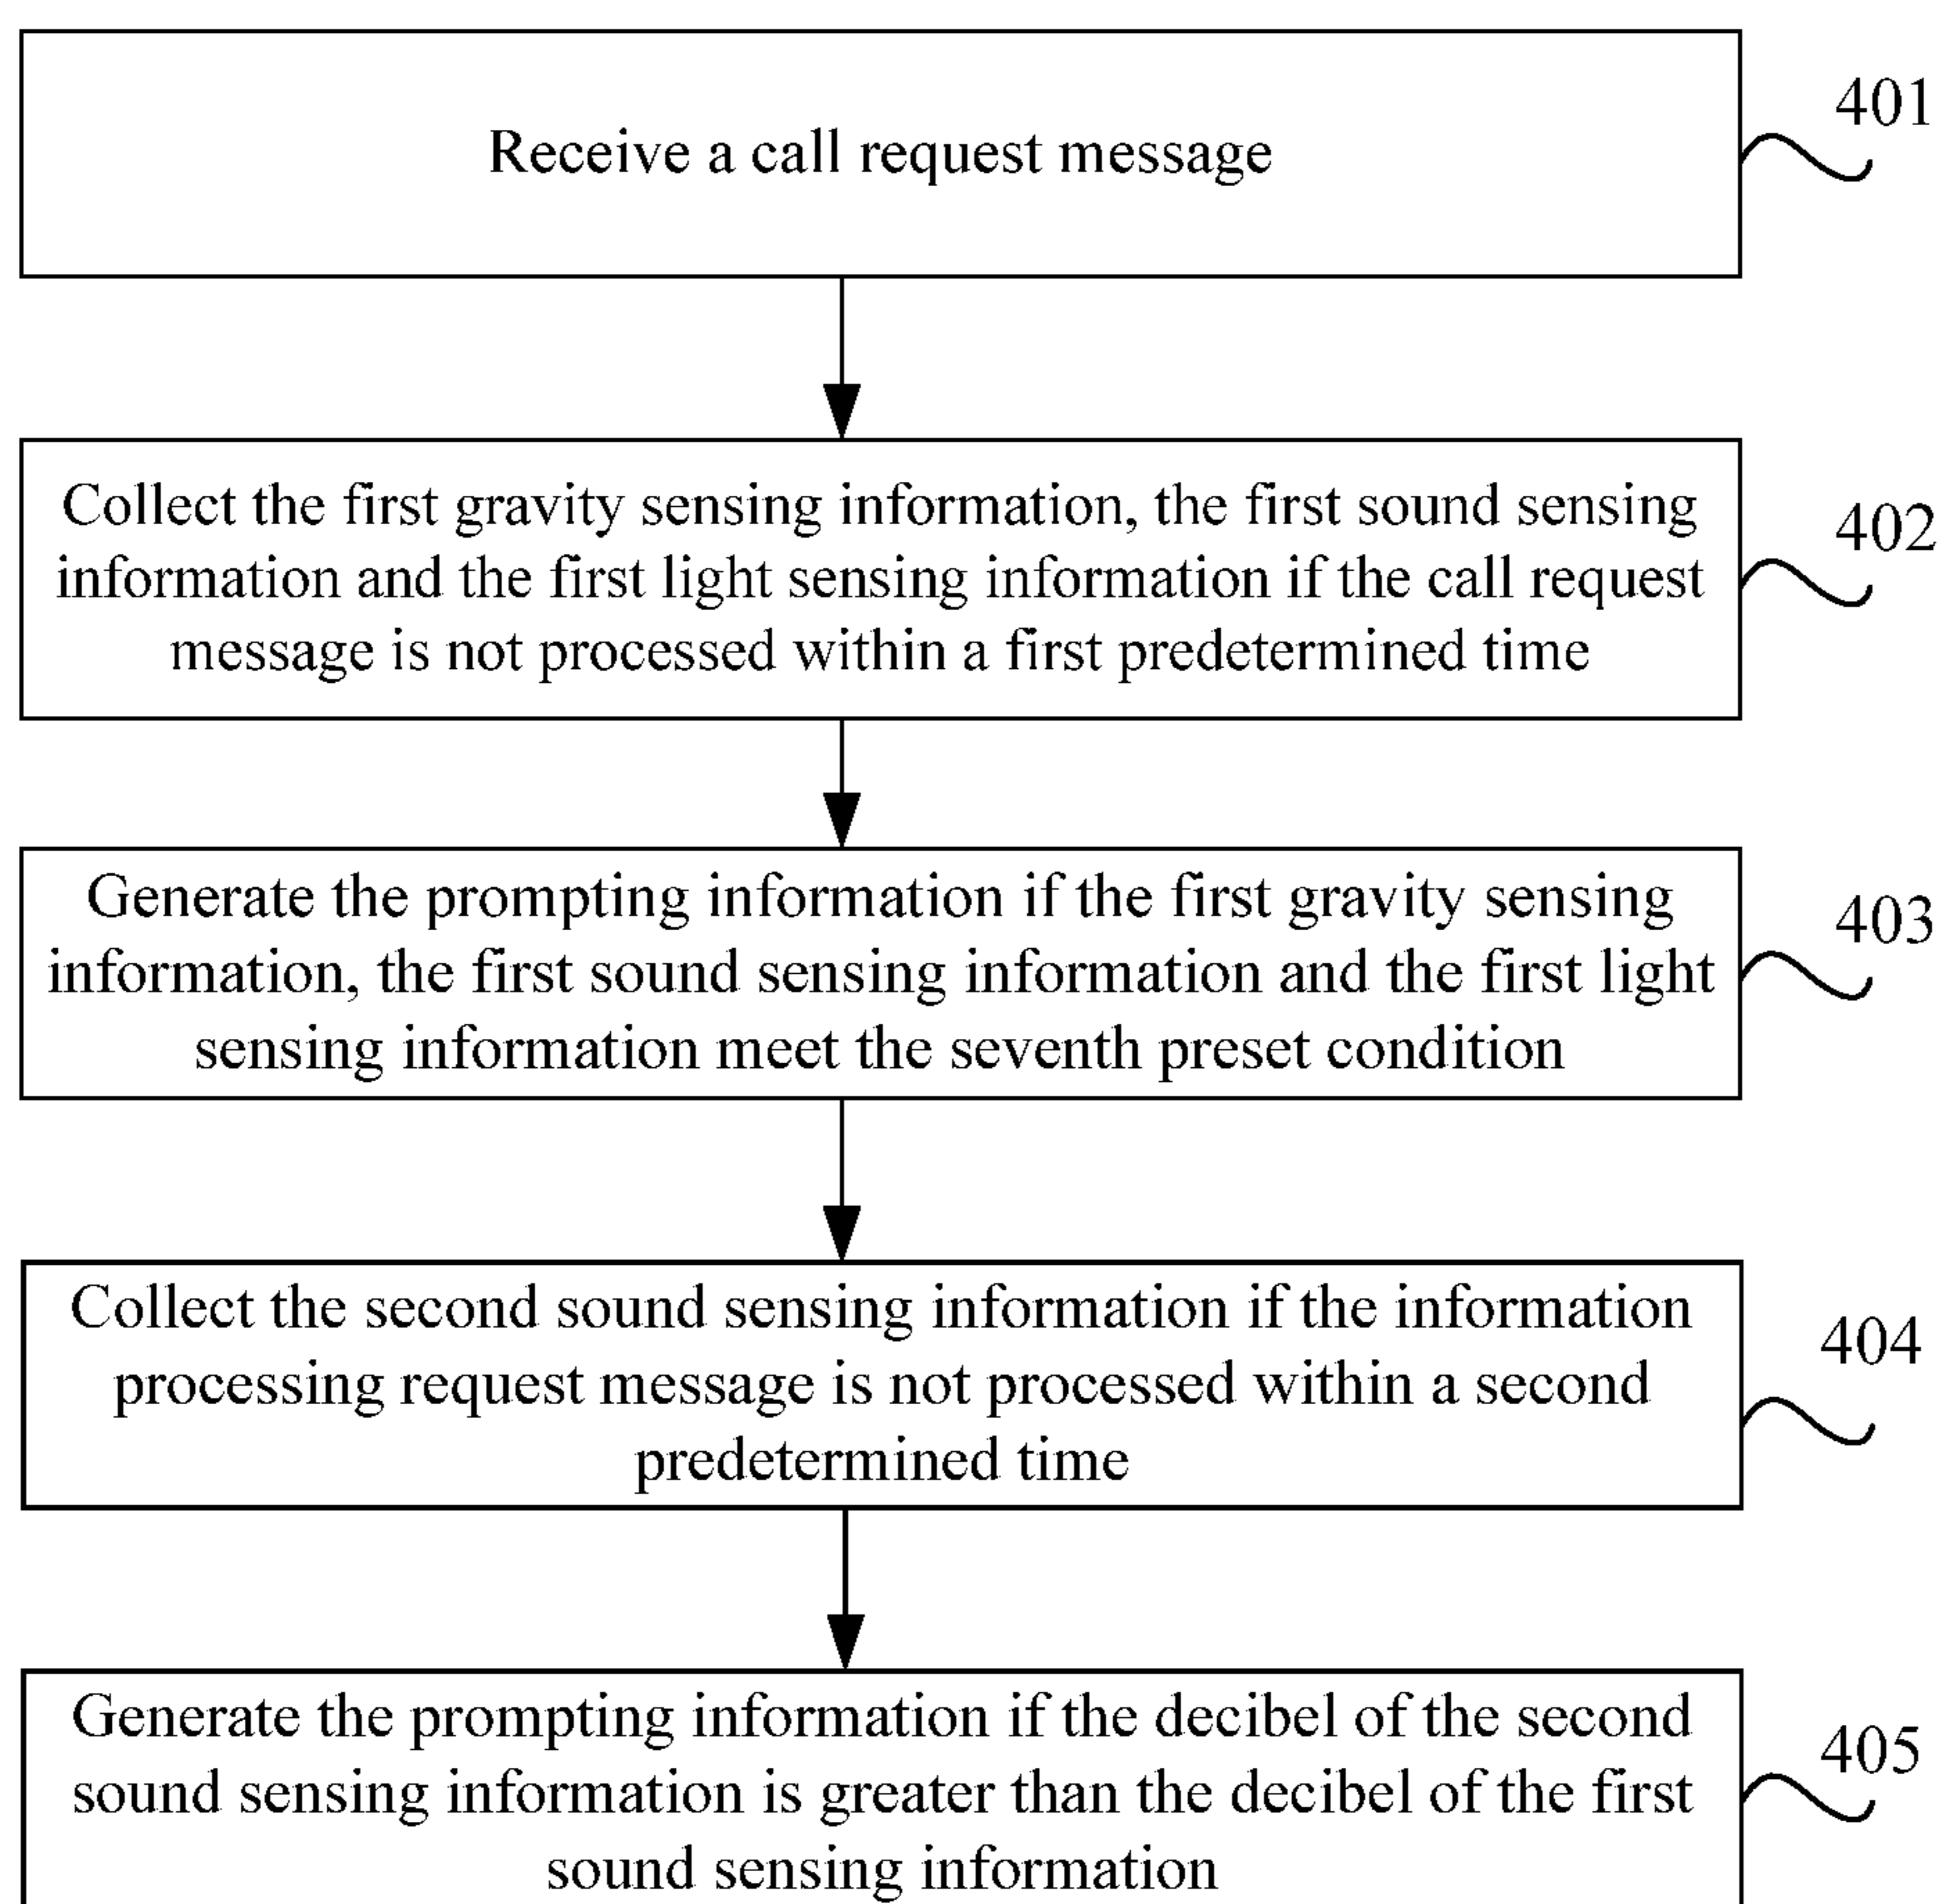 Receive a call request message
401
Collect the first gravity sensing information, the first sound sensing
information and the first light sensing information if the call request
message is not processed within a first predetermined time
402
Generate the prompting information if the first gravity sensing
information, the first sound sensing information and the first light
sensing information meet the seventh preset condition
403
Collect the second sound sensing information if the information
processing request message is not processed within a second
predetermined time
404
Generate the prompting information if the decibel of the second
sound sensing information is greater than the decibel of the first
sound sensing information
405